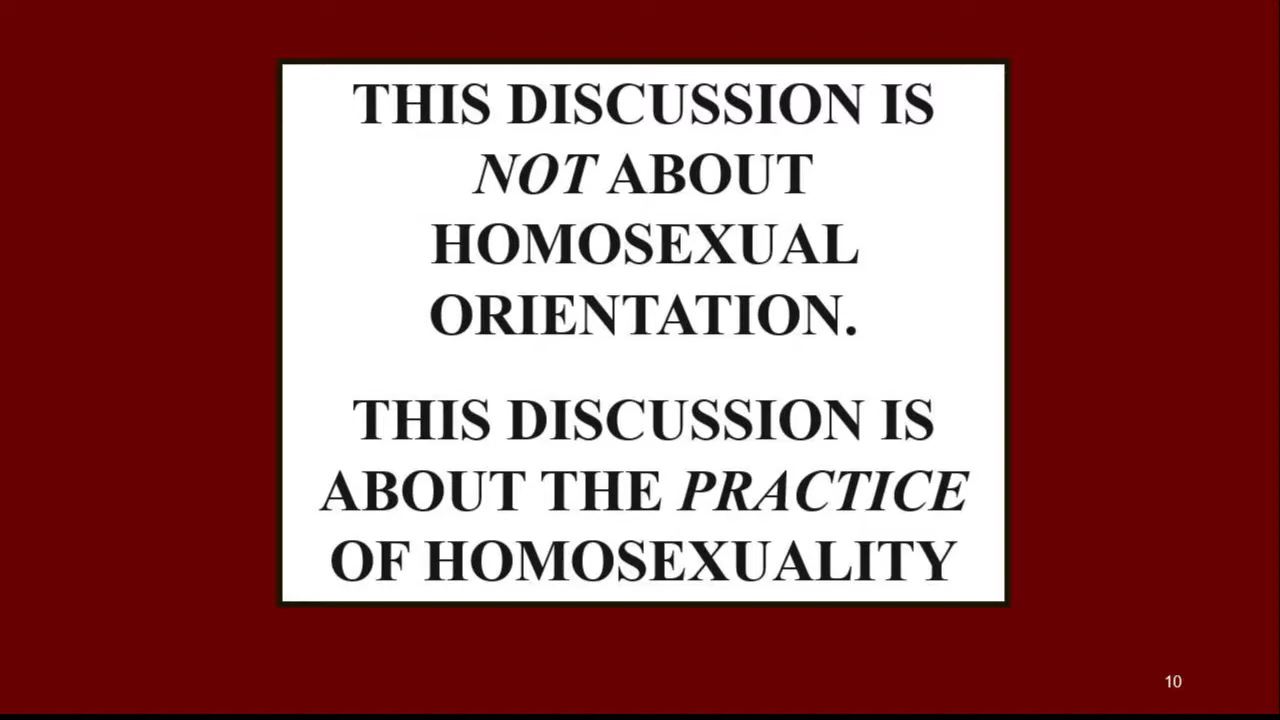 THIS DISCUSSION IS
NOT ABOUT
HOMOSEXUAL
ORIENTATION.
THIS DISCUSSION IS
ABOUT THE PRACTICE
OF HOMOSEXUALITY
10